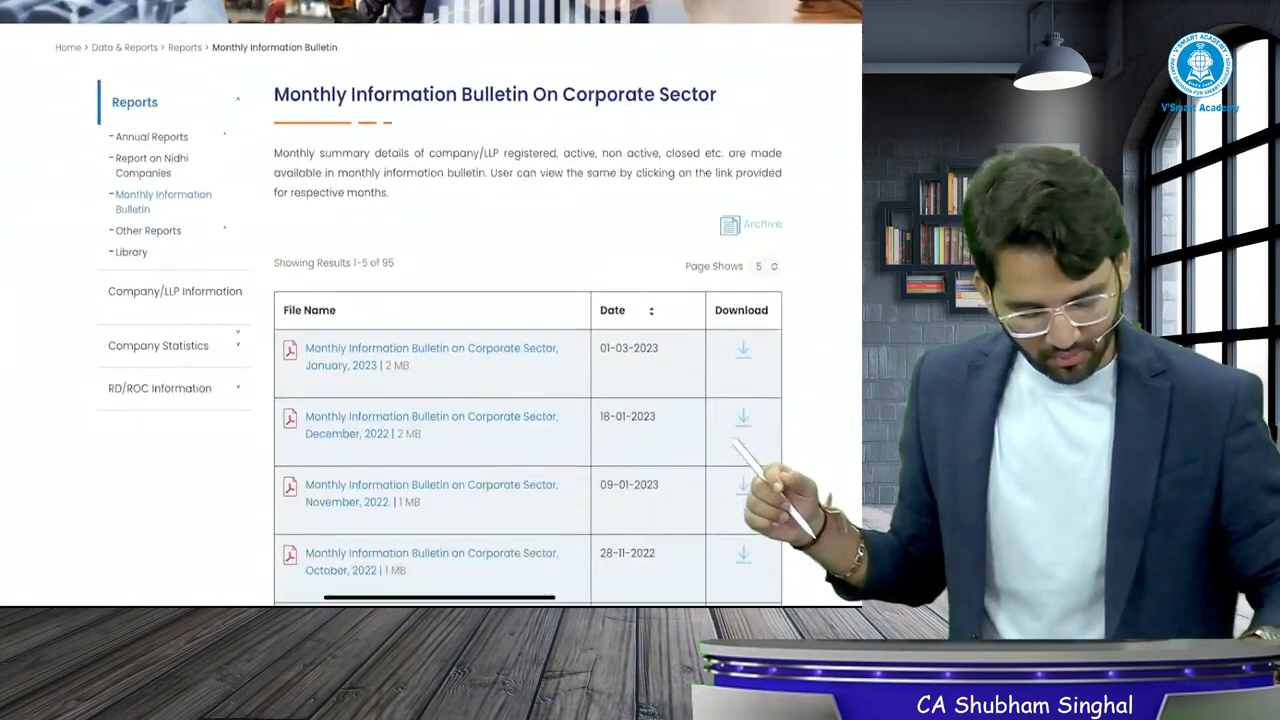 Home > Data & Reports > Reports > Monthly Information Bulletin
Reports
Annual Reports
Report on Nidhi
Companies
Monthly Information
Bulletin
Other Reports
Library
Company/LLP Information
Company Statistics
RD/ROC Information
Monthly Information Bulletin On Corporate Sector
Monthly summary details of company/LLP registered, active, non active, closed etc. are made
available in monthly information bulletin. User can view the same by clicking on the link provided
for respective months.
Archive
Showing Results 1-5 of 95
Page Shows 5
File Name Date Download
Monthly Information Bulletin on Corporate Sector, 01-03-2023
January, 2023 | 2 MB
Monthly Information Bulletin on Corporate Sector, 18-01-2023
December, 2022 | 2 MB
Monthly Information Bulletin on Corporate Sector, 09-01-2023
November, 2022. | 1 MB
Monthly Information Bulletin on Corporate Sector, 28-11-2022
October, 2022 | 1 MB
V'SMART ACADEMY
V'Smart Academy
CA Shubham Singhal